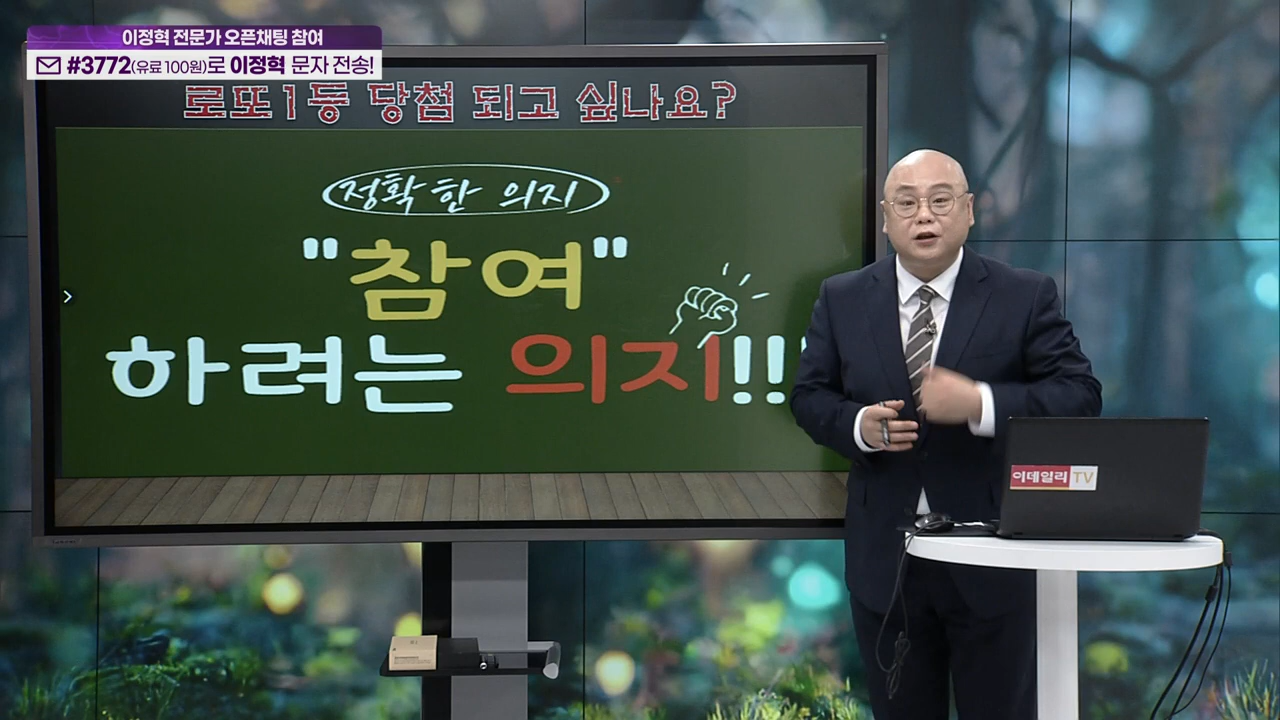 이정혁 전문가 오픈채팅 참여
#3772(유료 100원)로 이정혁 문자 전송!
로또1등 당첨 되고 싶나요?
정확한 의지
"참여"
하려는 의지!!!
이데일리TV